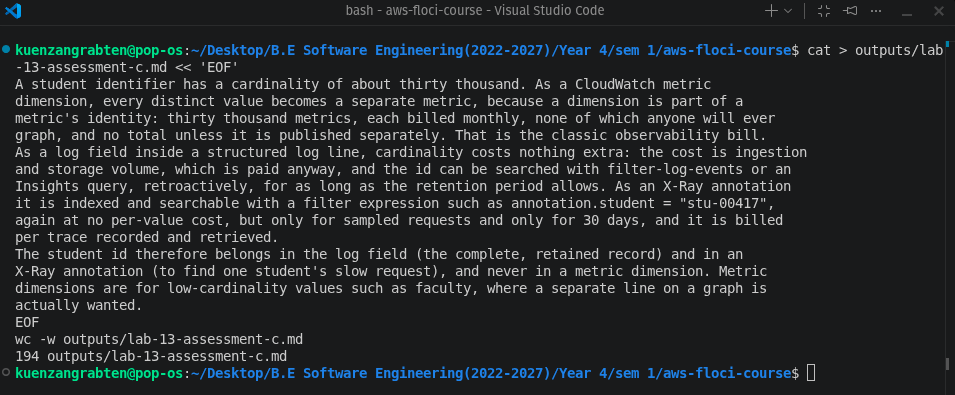 bash - aws-floci-course - Visual Studio Code
kuenzangrabten@pop-os:~/Desktop/B.E Software Engineering(2022-2027)/Year 4/sem 1/aws-floci-course$ cat > outputs/lab
-13-assessment-c.md << 'EOF'
A student identifier has a cardinality of about thirty thousand. As a CloudWatch metric
dimension, every distinct value becomes a separate metric, because a dimension is part of a
metric's identity: thirty thousand metrics, each billed monthly, none of which anyone will ever
graph, and no total unless it is published separately. That is the classic observability bill.
As a log field inside a structured log line, cardinality costs nothing extra: the cost is ingestion
and storage volume, which is paid anyway, and the id can be searched with filter-log-events or an
Insights query, retroactively, for as long as the retention period allows. As an X-Ray annotation
it is indexed and searchable with a filter expression such as annotation.student = "stu-00417",
again at no per-value cost, but only for sampled requests and only for 30 days, and it is billed
per trace recorded and retrieved.
The student id therefore belongs in the log field (the complete, retained record) and in an
X-Ray annotation (to find one student's slow request), and never in a metric dimension. Metric
dimensions are for low-cardinality values such as faculty, where a separate line on a graph is
actually wanted.
EOF
wc -w outputs/lab-13-assessment-c.md
194 outputs/lab-13-assessment-c.md
kuenzangrabten@pop-os:~/Desktop/B.E Software Engineering(2022-2027)/Year 4/sem 1/aws-floci-course$